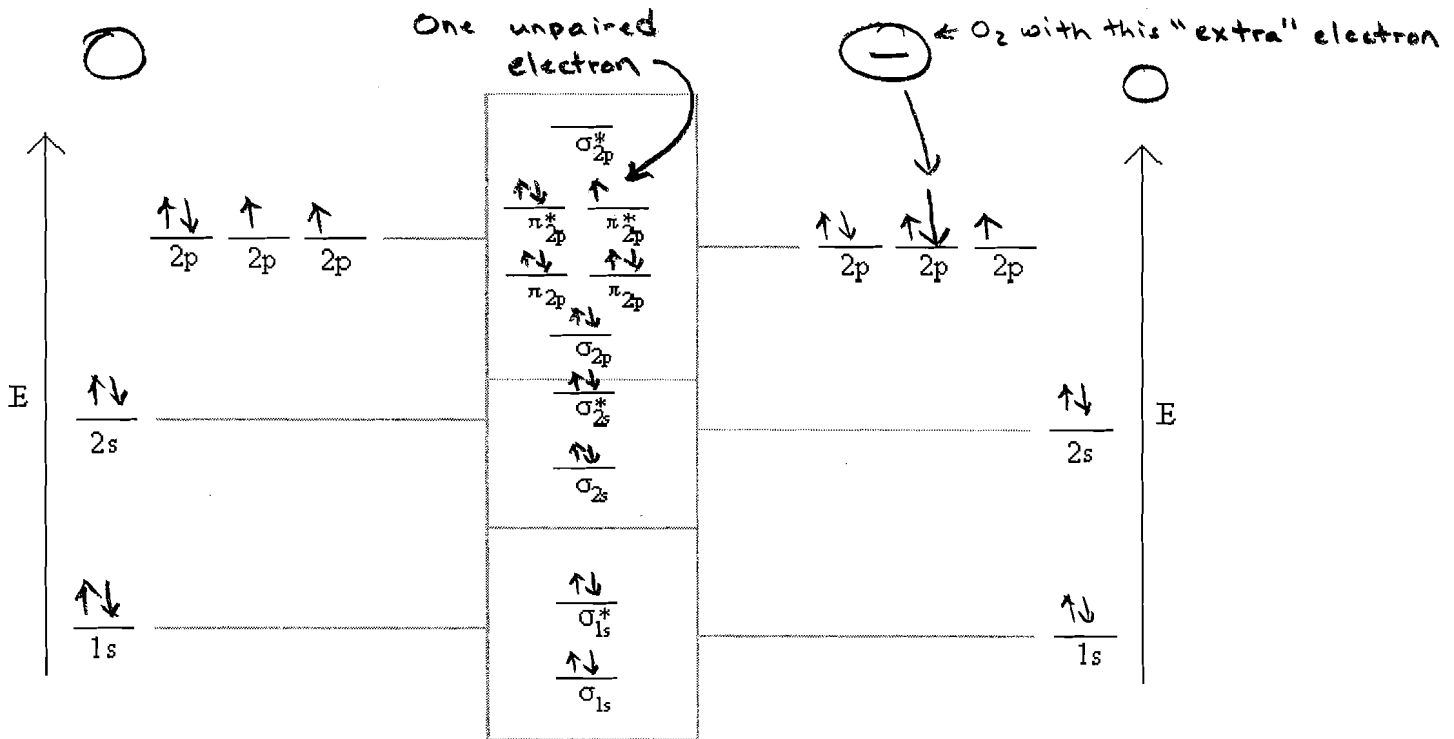 O
One unpaired
electron
−
← O₂ with this "extra" electron
O
σ*2p
↑↓ ↑ ↑
2p 2p 2p
↑↓ ↑
π*2p π*2p
↑↓ ↑↓ ↑
2p 2p 2p
↑↓ ↑↓
π2p π2p
↑↓
σ2p
E
↑↓
2s
↑↓
σ*2s
↑↓
2s
E
↑↓
σ2s
↑↓
1s
↑↓
σ*1s
↑↓
1s
↑↓
σ1s